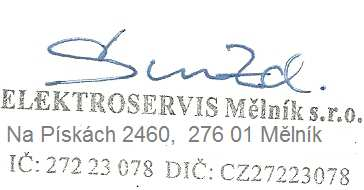 ELEKTROSERVIS Mělník s.r.o.
Na Pískách 2460, 276 01 Mělník
IČ: 272 23 078 DIČ: CZ27223078